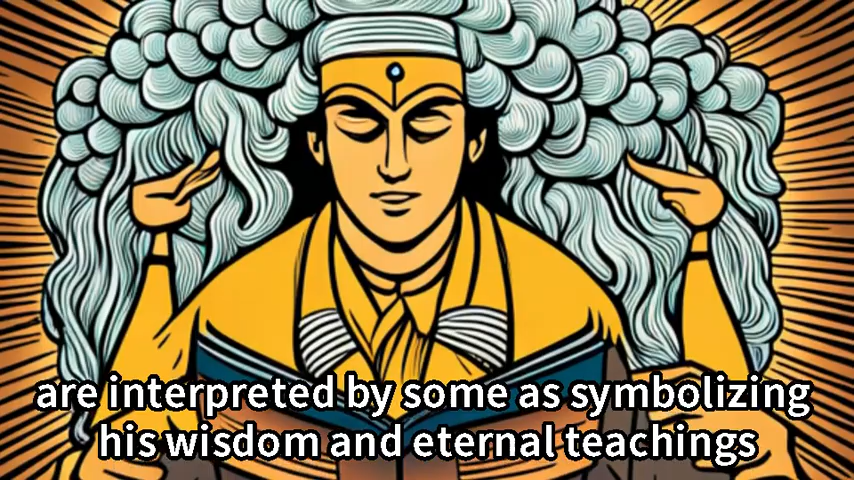 are interpreted by some as symbolizing
his wisdom and eternal teachings